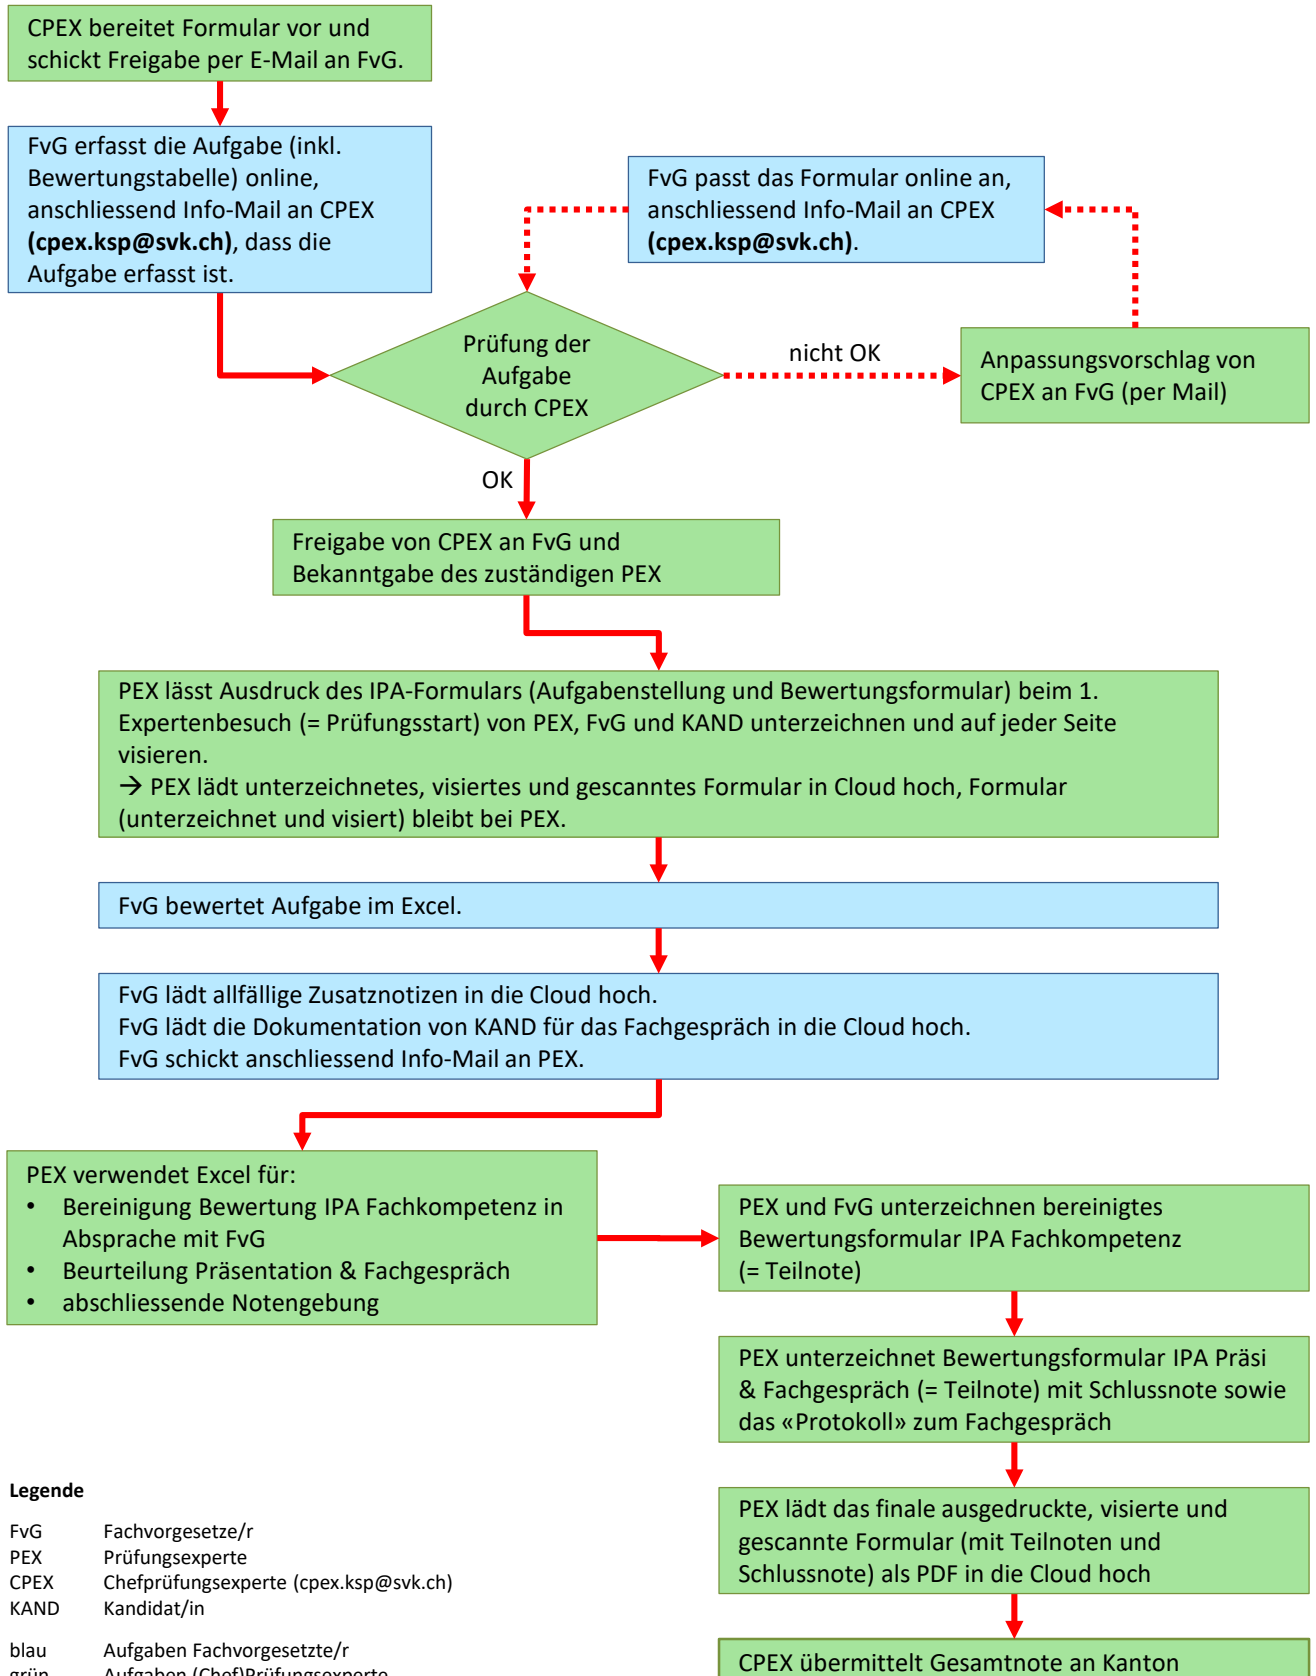 CPEX bereitet Formular vor und
schickt Freigabe per E-Mail an FvG.
FvG erfasst die Aufgabe (inkl.
Bewertungstabelle) online,
anschliessend Info-Mail an CPEX
(cpex.ksp@svk.ch), dass die
Aufgabe erfasst ist.
FvG passt das Formular online an,
anschliessend Info-Mail an CPEX
(cpex.ksp@svk.ch).
Prüfung der
Aufgabe
durch CPEX
nicht OK
Anpassungsvorschlag von
CPEX an FvG (per Mail)
OK
Freigabe von CPEX an FvG und
Bekanntgabe des zuständigen PEX
PEX lässt Ausdruck des IPA-Formulars (Aufgabenstellung und Bewertungsformular) beim 1.
Expertenbesuch (= Prüfungsstart) von PEX, FvG und KAND unterzeichnen und auf jeder Seite
visieren.
→ PEX lädt unterzeichnetes, visiertes und gescanntes Formular in Cloud hoch, Formular
(unterzeichnet und visiert) bleibt bei PEX.
FvG bewertet Aufgabe im Excel.
FvG lädt allfällige Zusatznotizen in die Cloud hoch.
FvG lädt die Dokumentation von KAND für das Fachgespräch in die Cloud hoch.
FvG schickt anschliessend Info-Mail an PEX.
PEX verwendet Excel für:
• Bereinigung Bewertung IPA Fachkompetenz in
Absprache mit FvG
• Beurteilung Präsentation & Fachgespräch
• abschliessende Notengebung
PEX und FvG unterzeichnen bereinigtes
Bewertungsformular IPA Fachkompetenz
(= Teilnote)
PEX unterzeichnet Bewertungsformular IPA Präsi
& Fachgespräch (= Teilnote) mit Schlussnote sowie
das «Protokoll» zum Fachgespräch
PEX lädt das finale ausgedruckte, visierte und
gescannte Formular (mit Teilnoten und
Schlussnote) als PDF in die Cloud hoch
CPEX übermittelt Gesamtnote an Kanton
Legende
FvG Fachvorgesetze/r
PEX Prüfungsexperte
CPEX Chefprüfungsexperte (cpex.ksp@svk.ch)
KAND Kandidat/in
blau Aufgaben Fachvorgesetzte/r
grün Aufgaben (Chef)Prüfungsexperte